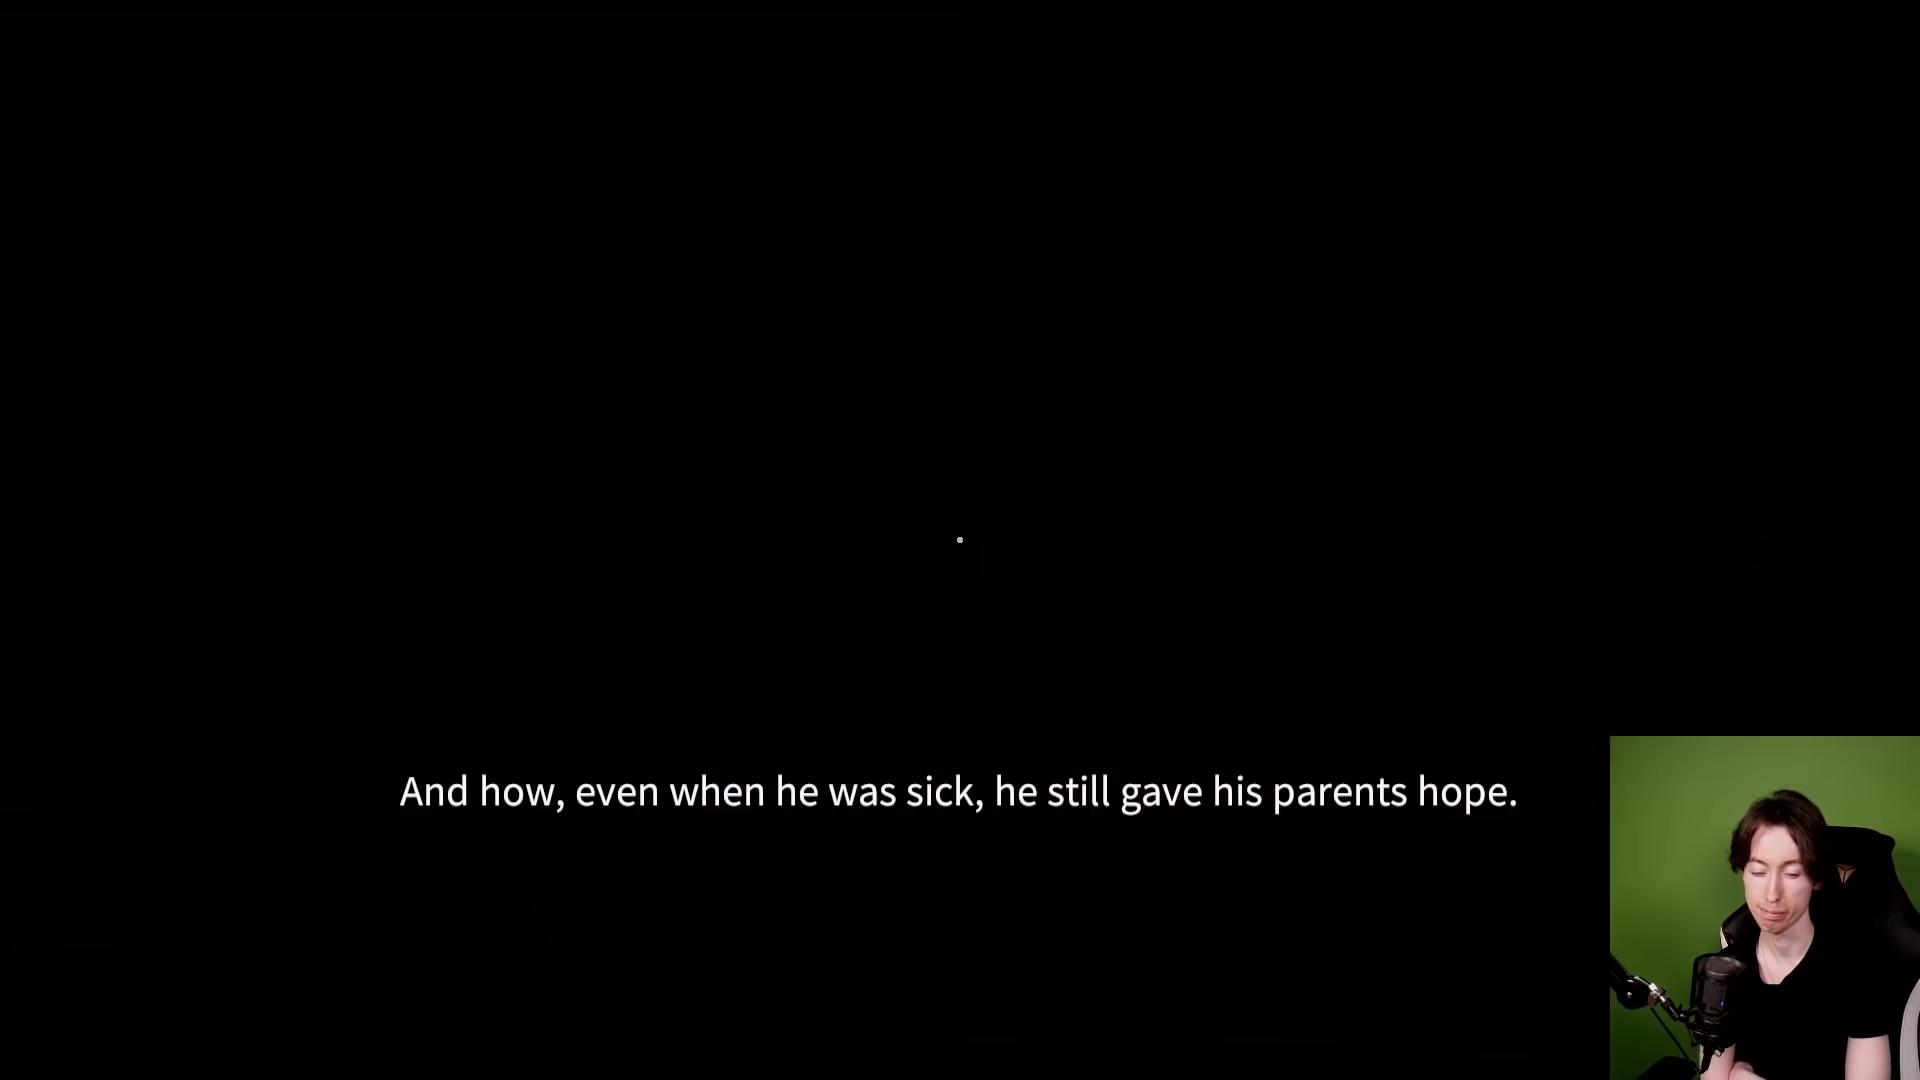 And how, even when he was sick, he still gave his parents hope.